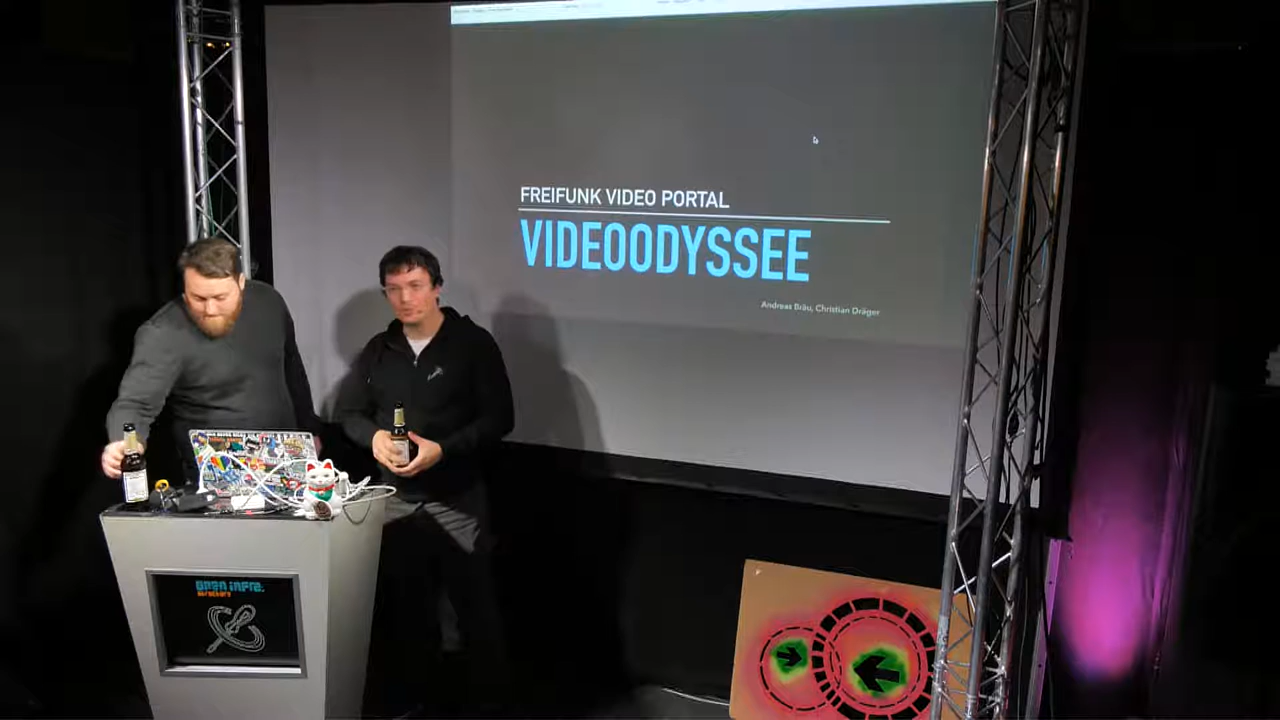 FREIFUNK VIDEO PORTAL
VIDEOODYSSEE
Andreas Bräu, Christian Dräger
open infra: